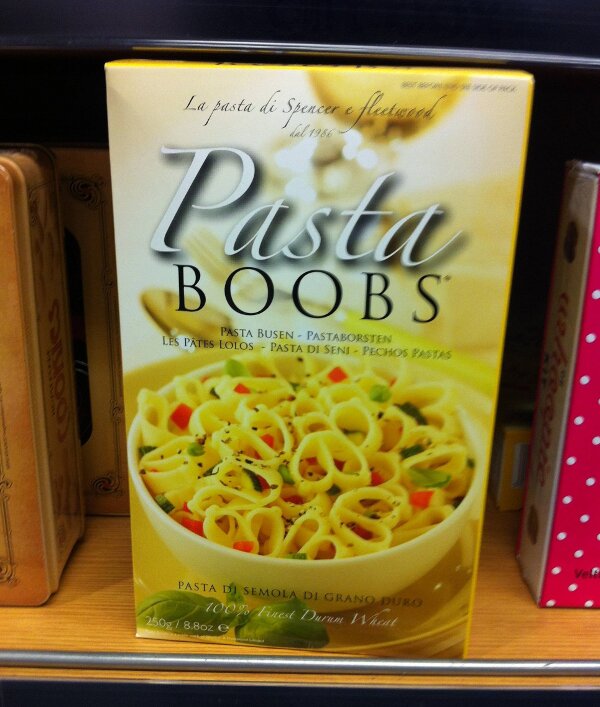 La pasta di Spencer e fleetwood
dal 1986
Pasta
BOOBS
PASTA BUSEN - PASTABORSTEN
LES PÂTES LOLOS - PASTA DI SENI - PECHOS PASTAS
PASTA DI SEMOLA DI GRANO DURO
100% Finest Durum Wheat
250g / 8.8oz ℮